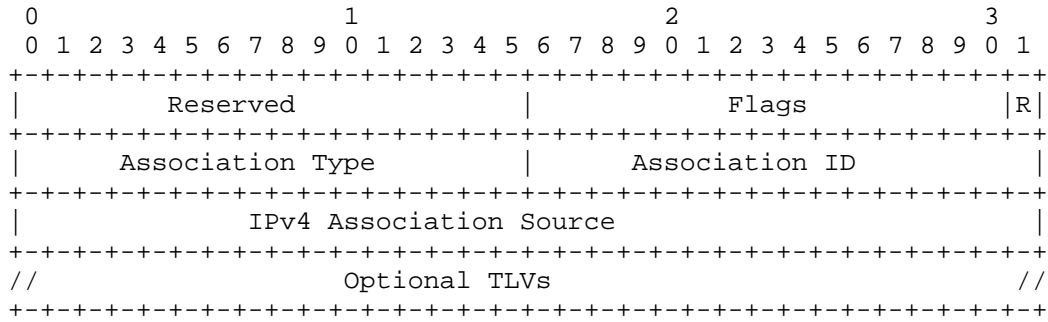 0                   1                   2                   3
 0 1 2 3 4 5 6 7 8 9 0 1 2 3 4 5 6 7 8 9 0 1 2 3 4 5 6 7 8 9 0 1
+-+-+-+-+-+-+-+-+-+-+-+-+-+-+-+-+-+-+-+-+-+-+-+-+-+-+-+-+-+-+-+-+
|         Reserved              |            Flags            |R|
+-+-+-+-+-+-+-+-+-+-+-+-+-+-+-+-+-+-+-+-+-+-+-+-+-+-+-+-+-+-+-+-+
|      Association Type         |      Association ID           |
+-+-+-+-+-+-+-+-+-+-+-+-+-+-+-+-+-+-+-+-+-+-+-+-+-+-+-+-+-+-+-+-+
|              IPv4 Association Source                          |
+-+-+-+-+-+-+-+-+-+-+-+-+-+-+-+-+-+-+-+-+-+-+-+-+-+-+-+-+-+-+-+-+
//                   Optional TLVs                             //
+-+-+-+-+-+-+-+-+-+-+-+-+-+-+-+-+-+-+-+-+-+-+-+-+-+-+-+-+-+-+-+-+